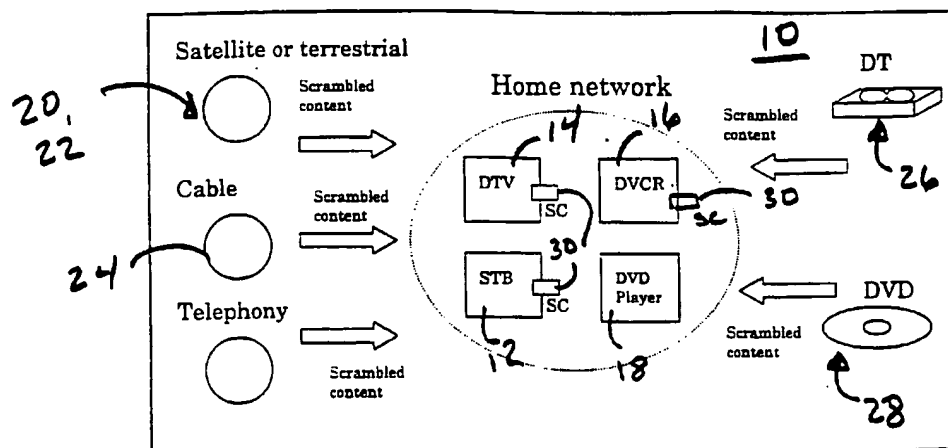 10
Satellite or terrestrial
20,
22
Scrambled
content
Cable
24
Scrambled
content
Telephony
Scrambled
content
Home network
14
16
DTV
SC
DVCR
SC
30
30
STB
SC
12
DVD
Player
18
DT
Scrambled
content
26
DVD
Scrambled
content
28